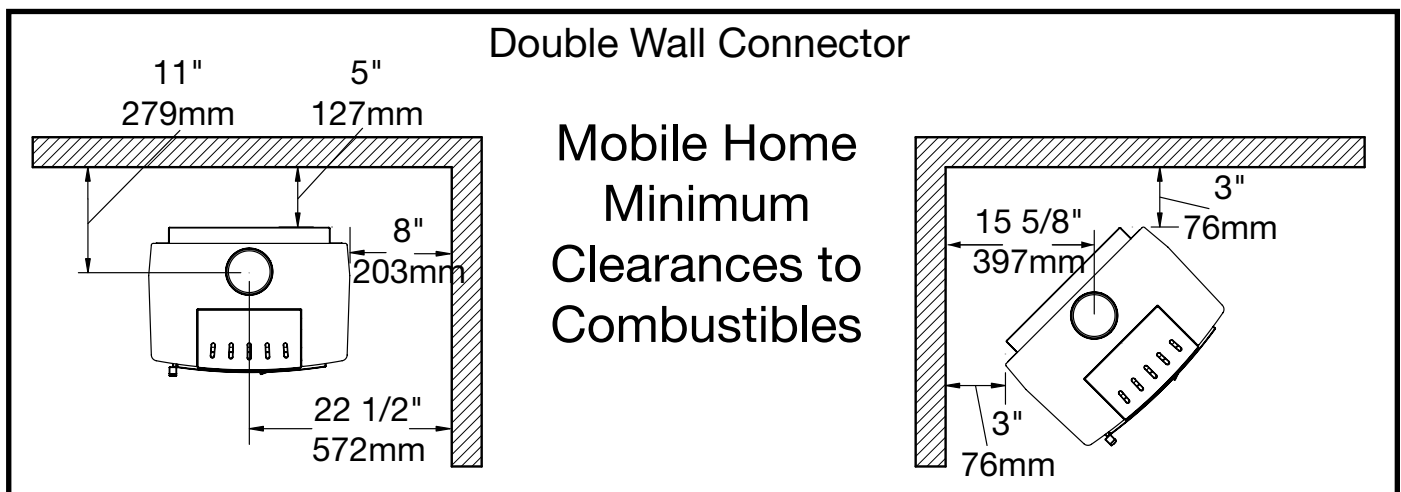 Double Wall Connector
11"
279mm
5"
127mm
8"
203mm
22 1/2"
572mm
Mobile Home
Minimum
Clearances to
Combustibles
15 5/8"
397mm
3"
76mm
3"
76mm